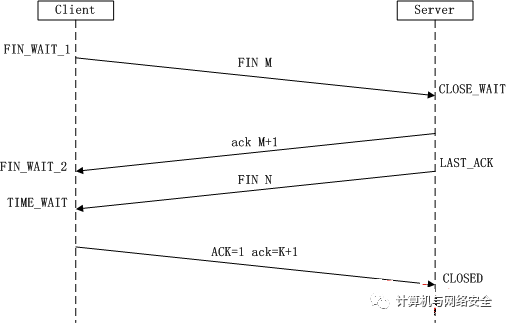 Client
Server
FIN_WAIT_1
FIN M
CLOSE_WAIT
ack M+1
FIN_WAIT_2
LAST_ACK
FIN N
TIME_WAIT
ACK=1 ack=K+1
CLOSED
计算机与网络安全